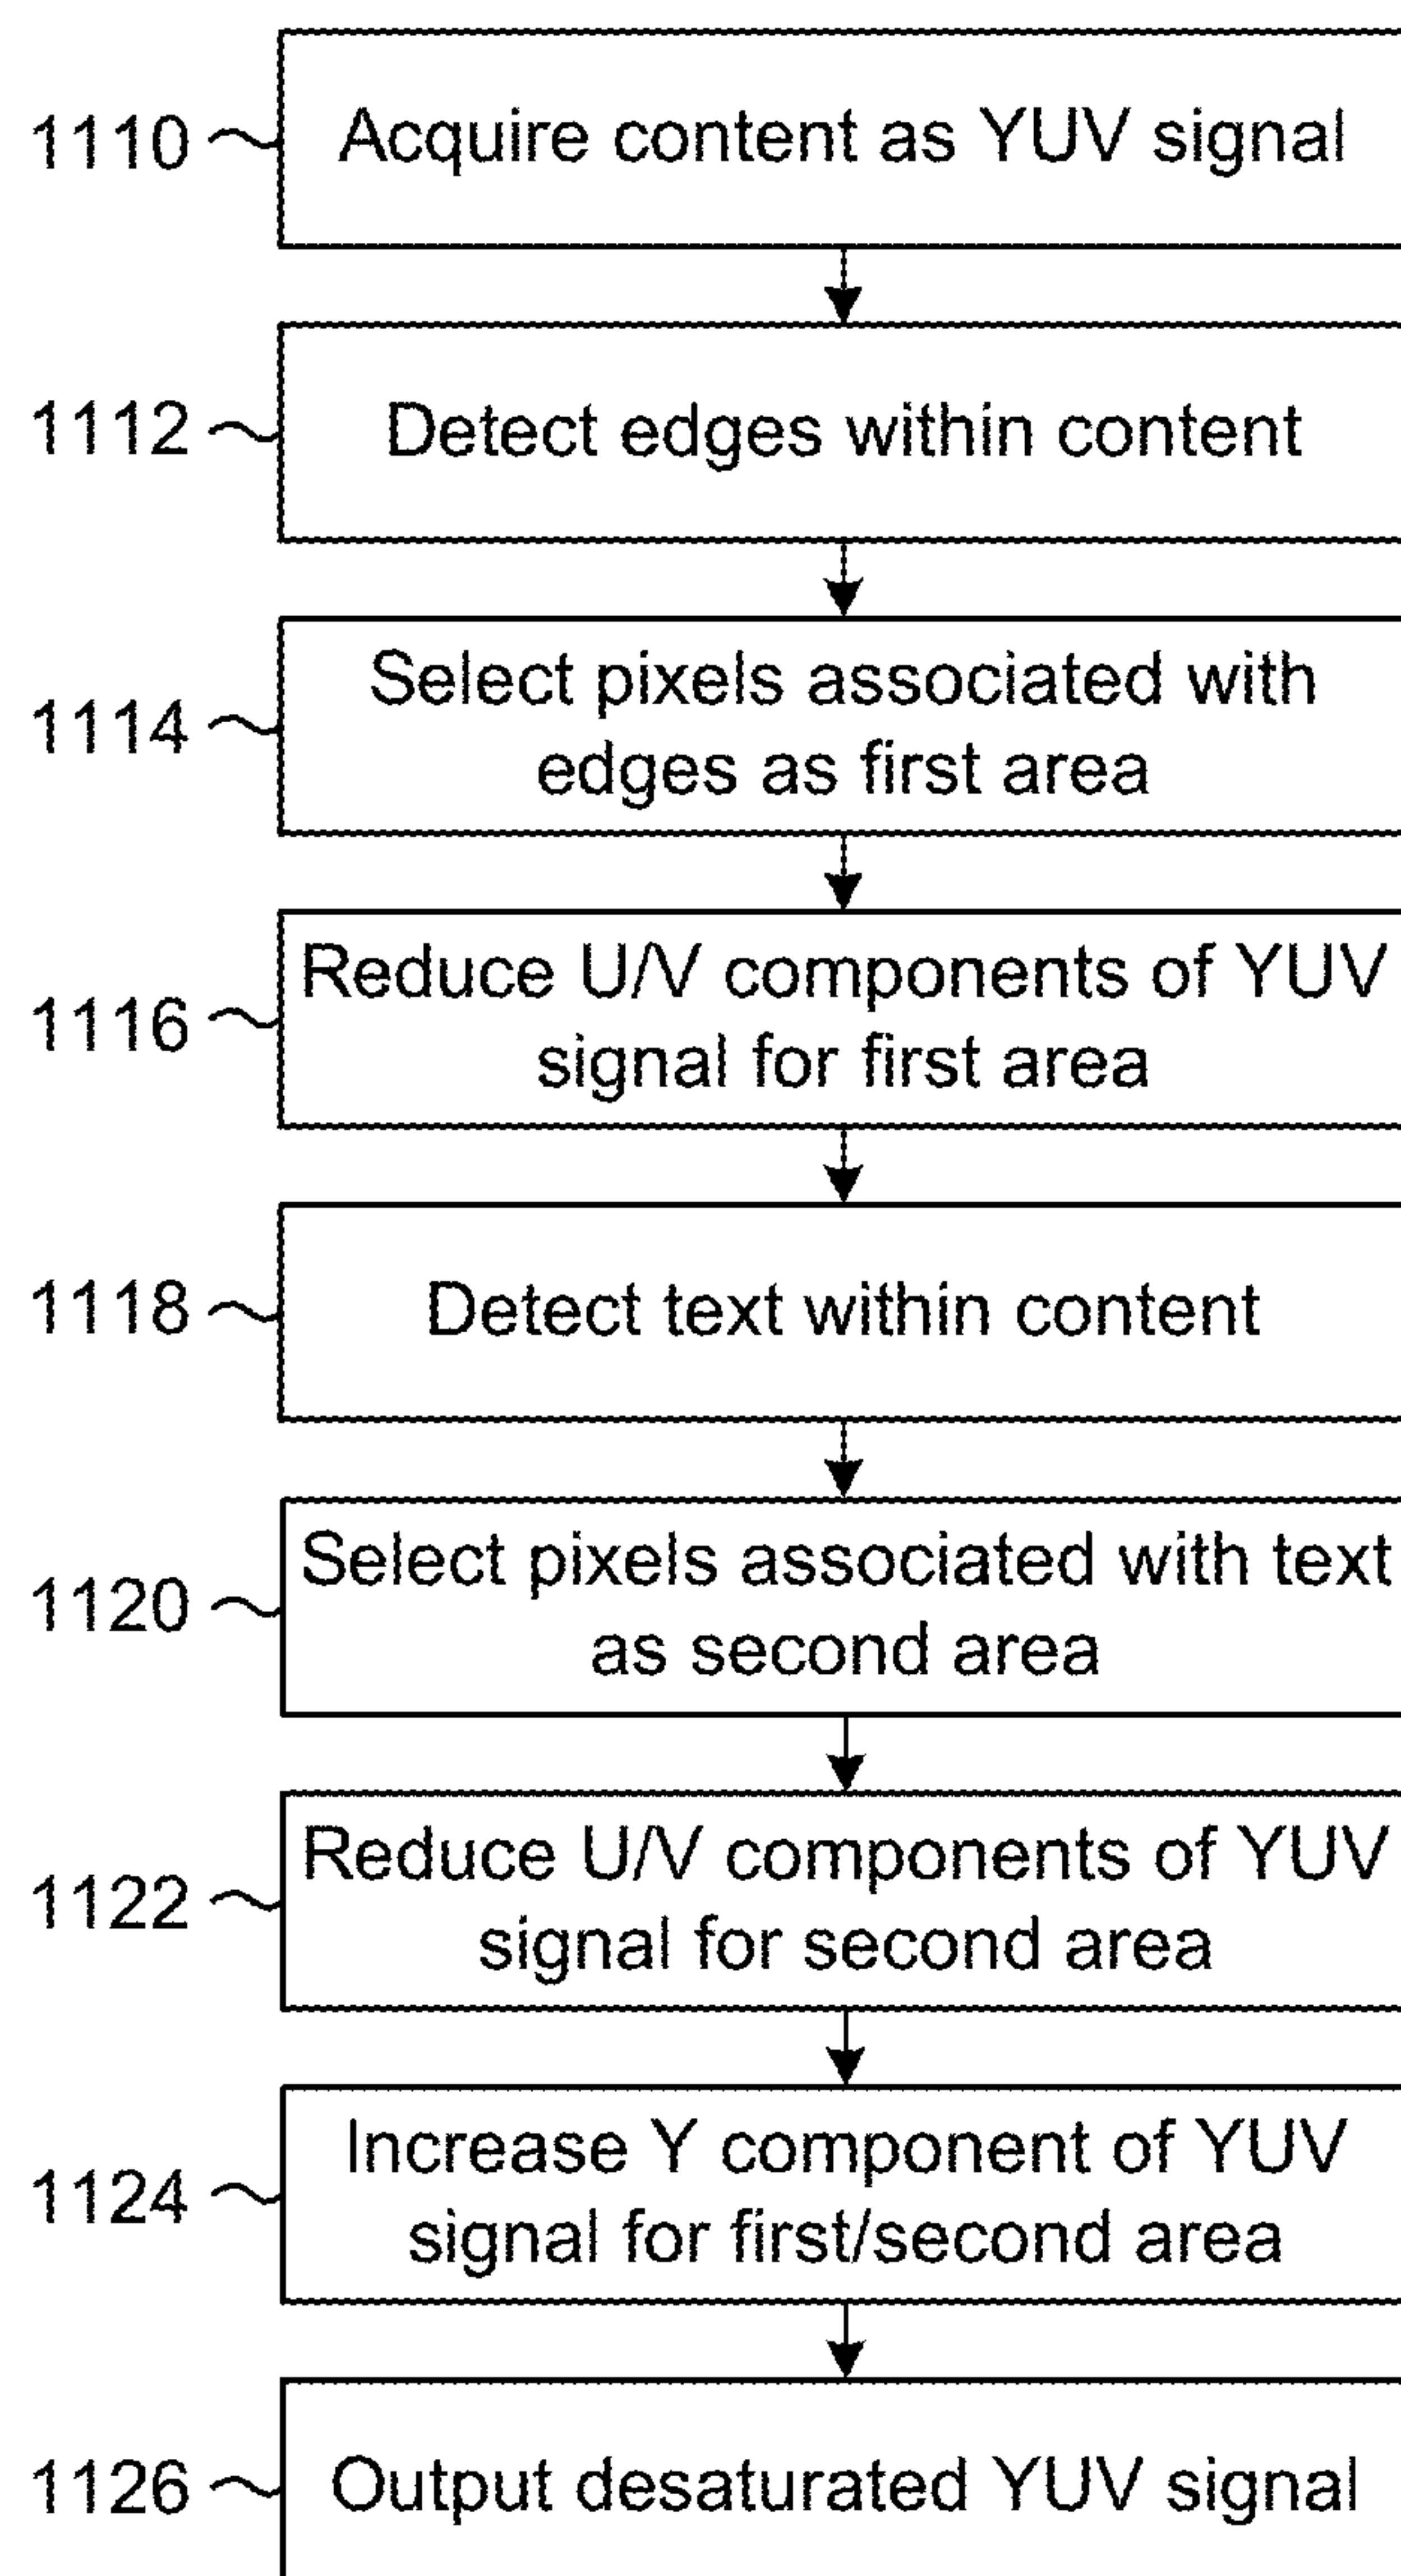 1110
Acquire content as YUV signal
1112
Detect edges within content
1114
Select pixels associated with
edges as first area
1116
Reduce U/V components of YUV
signal for first area
1118
Detect text within content
1120
Select pixels associated with text
as second area
1122
Reduce U/V components of YUV
signal for second area
1124
Increase Y component of YUV
signal for first/second area
1126
Output desaturated YUV signal